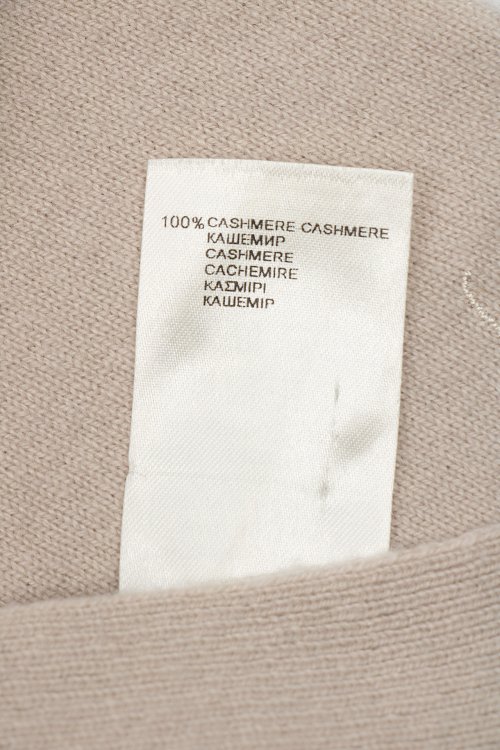 100% CASHMERE CASHMERE
КАШЕМИР
CASHMERE
CACHEMIRE
ΚΑΣΜΙΡΙ
КАШЕМІР